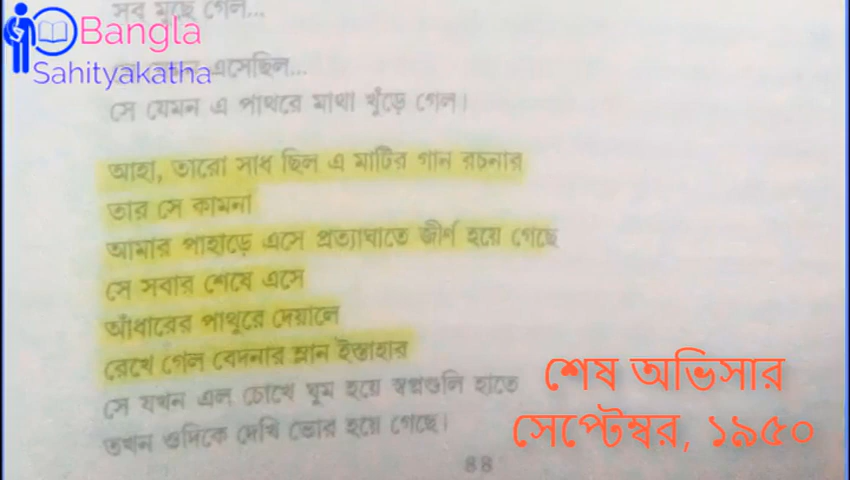 সব মুছে গেল...
Bangla
Sahityakatha
এসেছিল...
সে যেমন এ পাথরে মাথা খুঁড়ে গেল।
আহা, তারো সাধ ছিল এ মাটির গান রচনার
তার সে কামনা
আমার পাহাড়ে এসে প্রত্যাঘাতে জীর্ণ হয়ে গেছে
সে সবার শেষে এসে
আঁধারের পাথুরে দেয়ালে
রেখে গেল বেদনার ম্লান ইস্তাহার
সে যখন এল চোখে ঘুম হয়ে স্বপ্নগুলি হাতে
তখন ওদিকে দেখি ভোর হয়ে গেছে।
৪৪
শেষ অভিসার
সেপ্টেম্বর, ১৯৫০